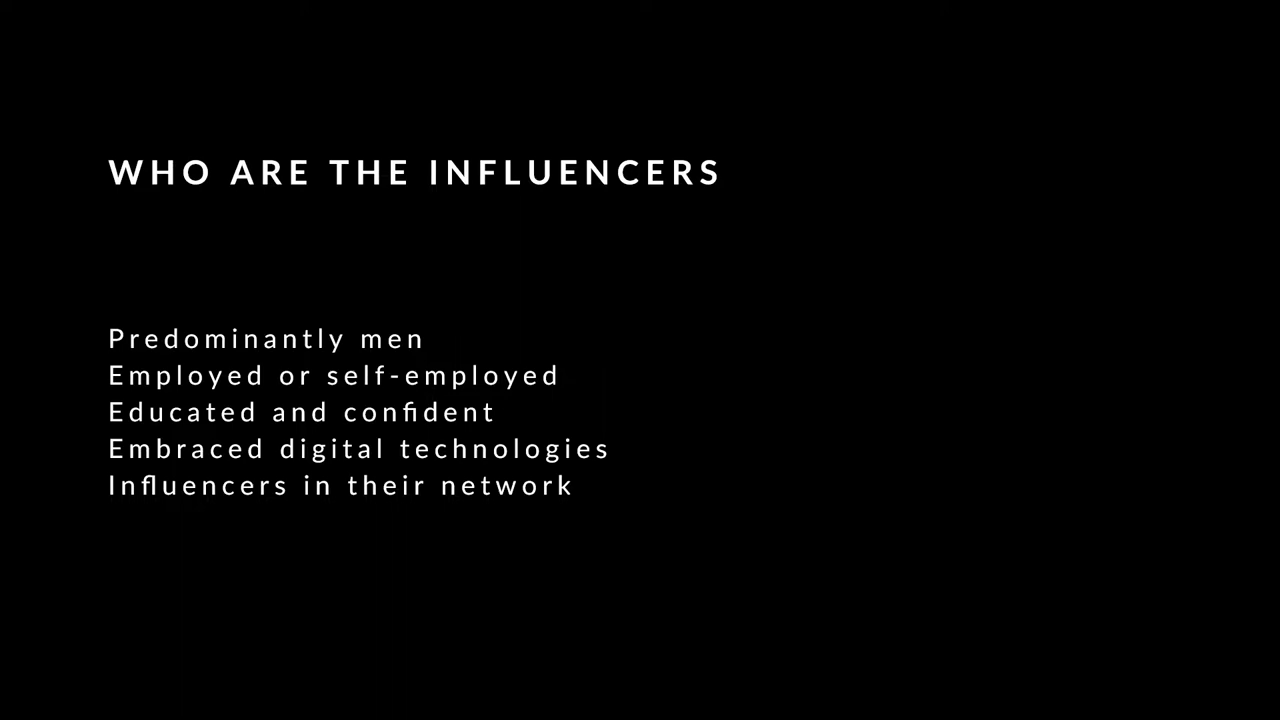 WHO ARE THE INFLUENCERS
Predominantly men
Employed or self-employed
Educated and confident
Embraced digital technologies
Influencers in their network